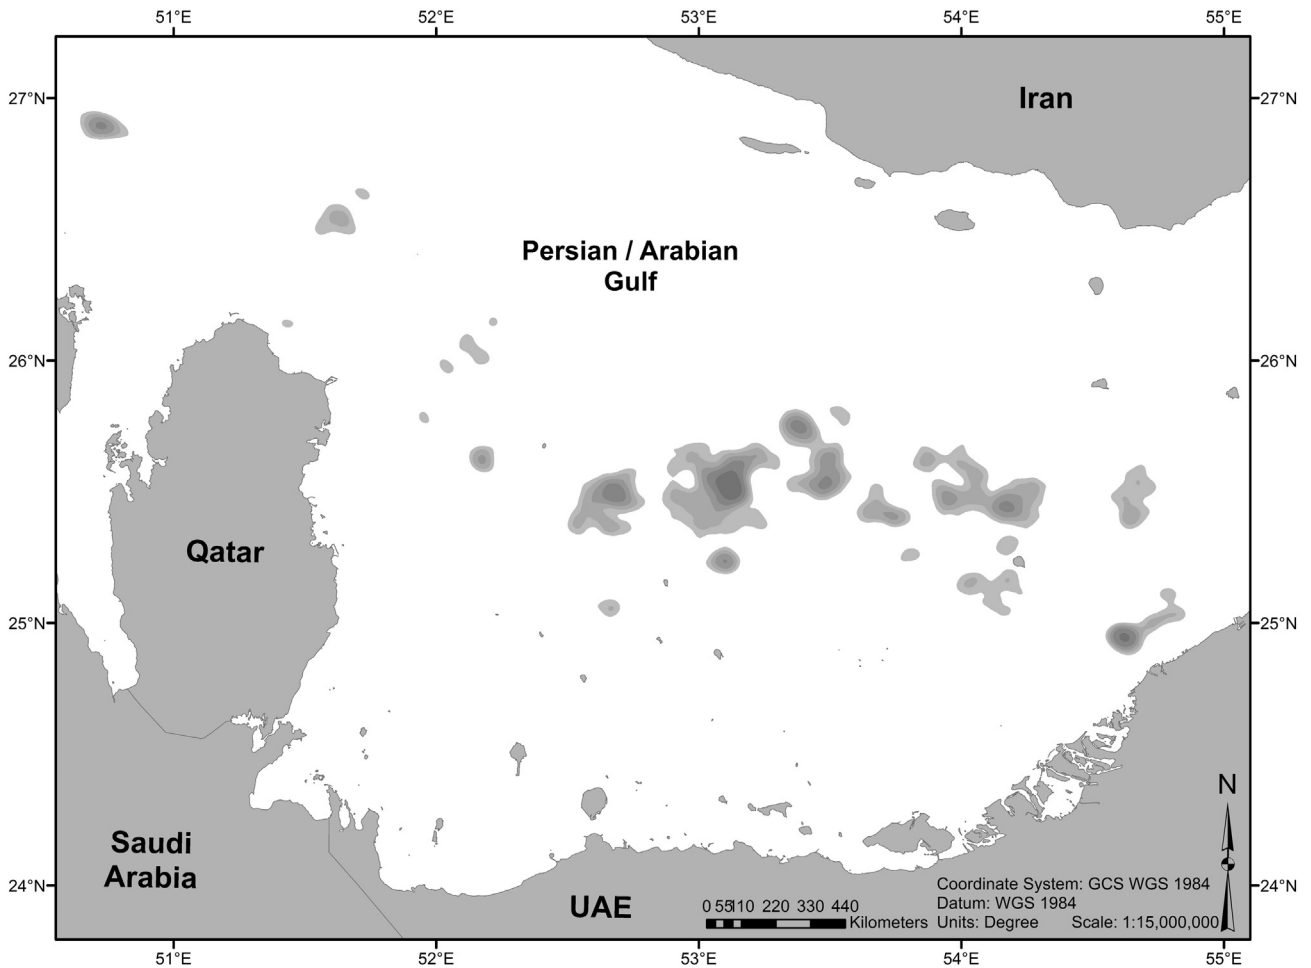 51°E 52°E 53°E 54°E 55°E
27°N Iran 27°N
Persian / Arabian
Gulf
26°N 26°N
Qatar
25°N 25°N
N
Saudi
Arabia
24°N 24°N
UAE
Coordinate System: GCS WGS 1984
Datum: WGS 1984
0 55110 220 330 440
Kilometers Units: Degree Scale: 1:15,000,000
51°E 52°E 53°E 54°E 55°E